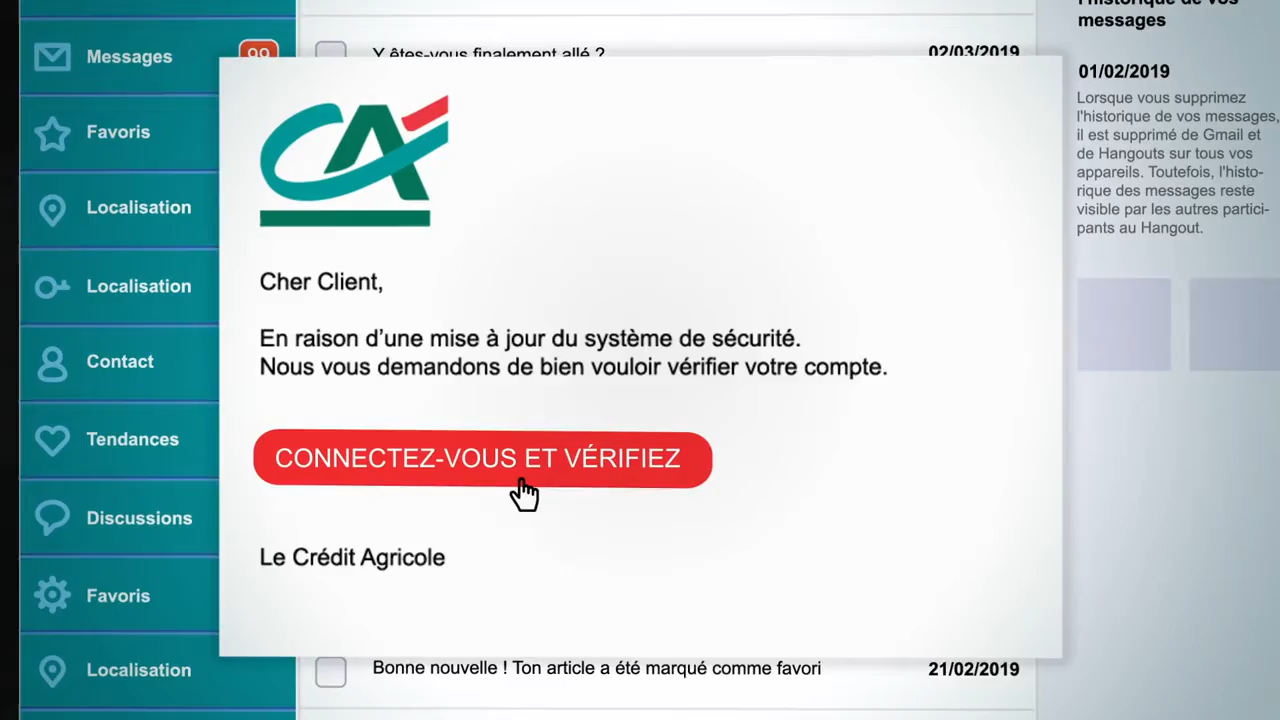 Messages
99
Favoris
Localisation
Localisation
Contact
Tendances
Discussions
Favoris
Localisation
Y êtes-vous finalement allé ?
02/03/2019
CA
Cher Client,
En raison d’une mise à jour du système de sécurité.
Nous vous demandons de bien vouloir vérifier votre compte.
CONNECTEZ-VOUS ET VÉRIFIEZ
Le Crédit Agricole
Bonne nouvelle ! Ton article a été marqué comme favori
21/02/2019
l'historique de vos
messages
01/02/2019
Lorsque vous supprimez
l'historique de vos messages,
il est supprimé de Gmail et
de Hangouts sur tous vos
appareils. Toutefois, l'histo-
rique des messages reste
visible par les autres partici-
pants au Hangout.